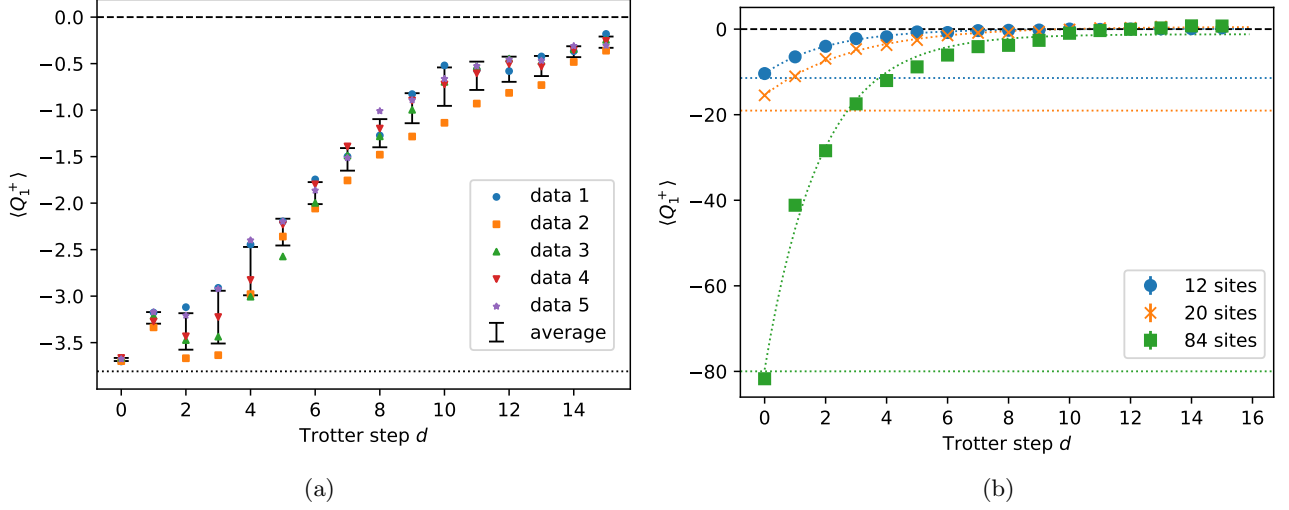 0.0
−0.5
−1.0
−1.5
−2.0
−2.5
−3.0
−3.5
⟨Q₁⁺⟩
0 2 4 6 8 10 12 14
Trotter step d
data 1
data 2
data 3
data 4
data 5
average
(a)
0
−20
−40
−60
−80
⟨Q₁⁺⟩
0 2 4 6 8 10 12 14 16
Trotter step d
12 sites
20 sites
84 sites
(b)